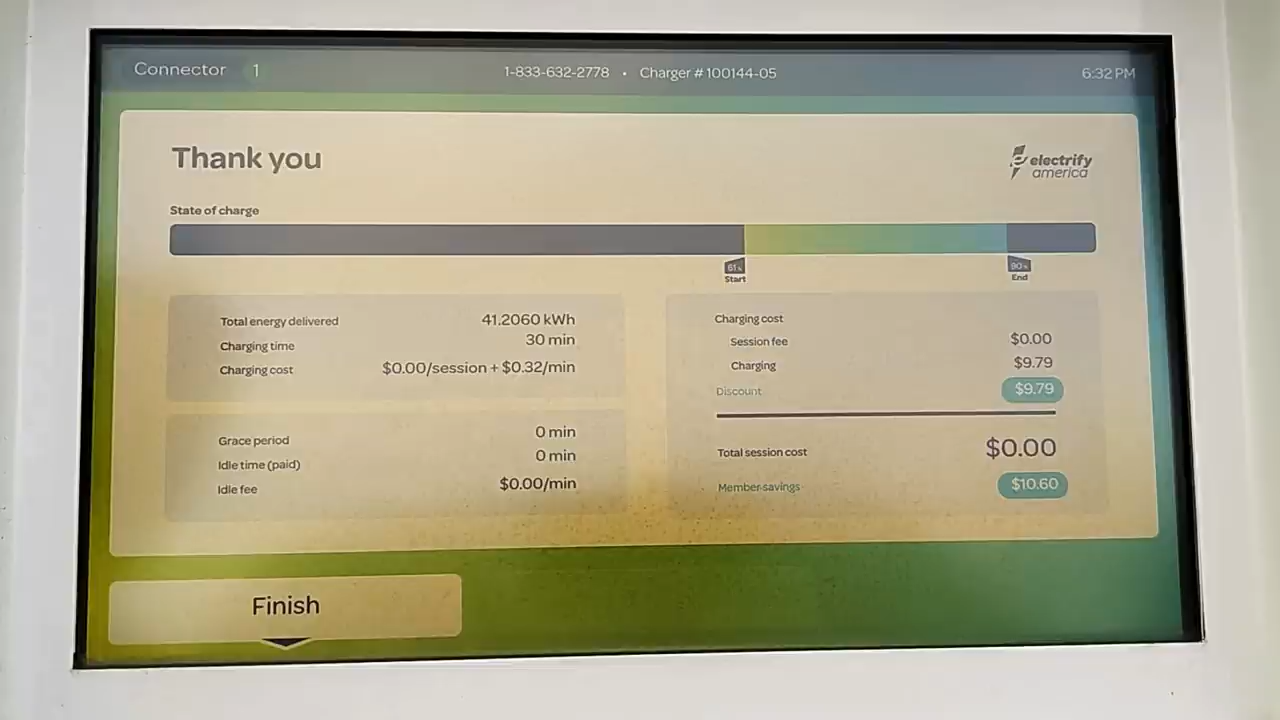 Connector 1
1-833-632-2778 • Charger # 100144-05
6:32 PM
Thank you
electrify
america
State of charge
61%
Start
90%
End
Total energy delivered 41.2060 kWh
Charging time 30 min
Charging cost $0.00/session + $0.32/min
Grace period 0 min
Idle time (paid) 0 min
Idle fee $0.00/min
Charging cost
Session fee $0.00
Charging $9.79
Discount $9.79
Total session cost $0.00
Member savings $10.60
Finish